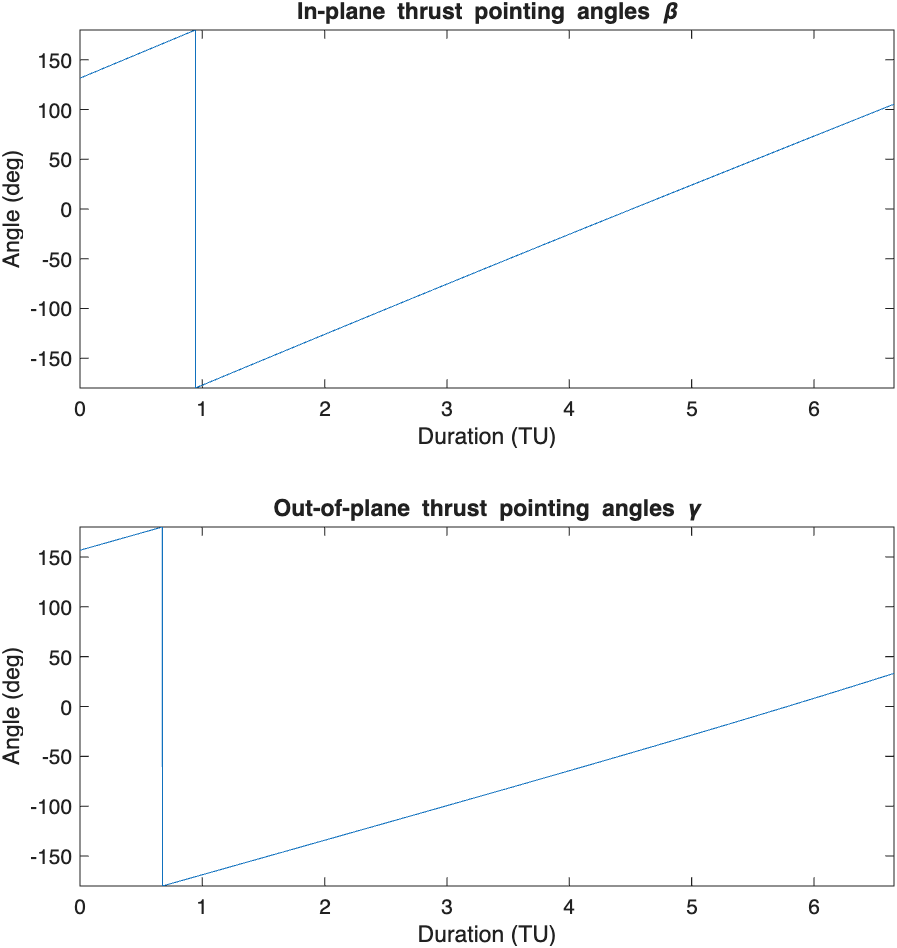 In-plane thrust pointing angles β
150
100
50
0
-50
-100
-150
Angle (deg)
0 1 2 3 4 5 6
Duration (TU)
Out-of-plane thrust pointing angles γ
150
100
50
0
-50
-100
-150
Angle (deg)
0 1 2 3 4 5 6
Duration (TU)